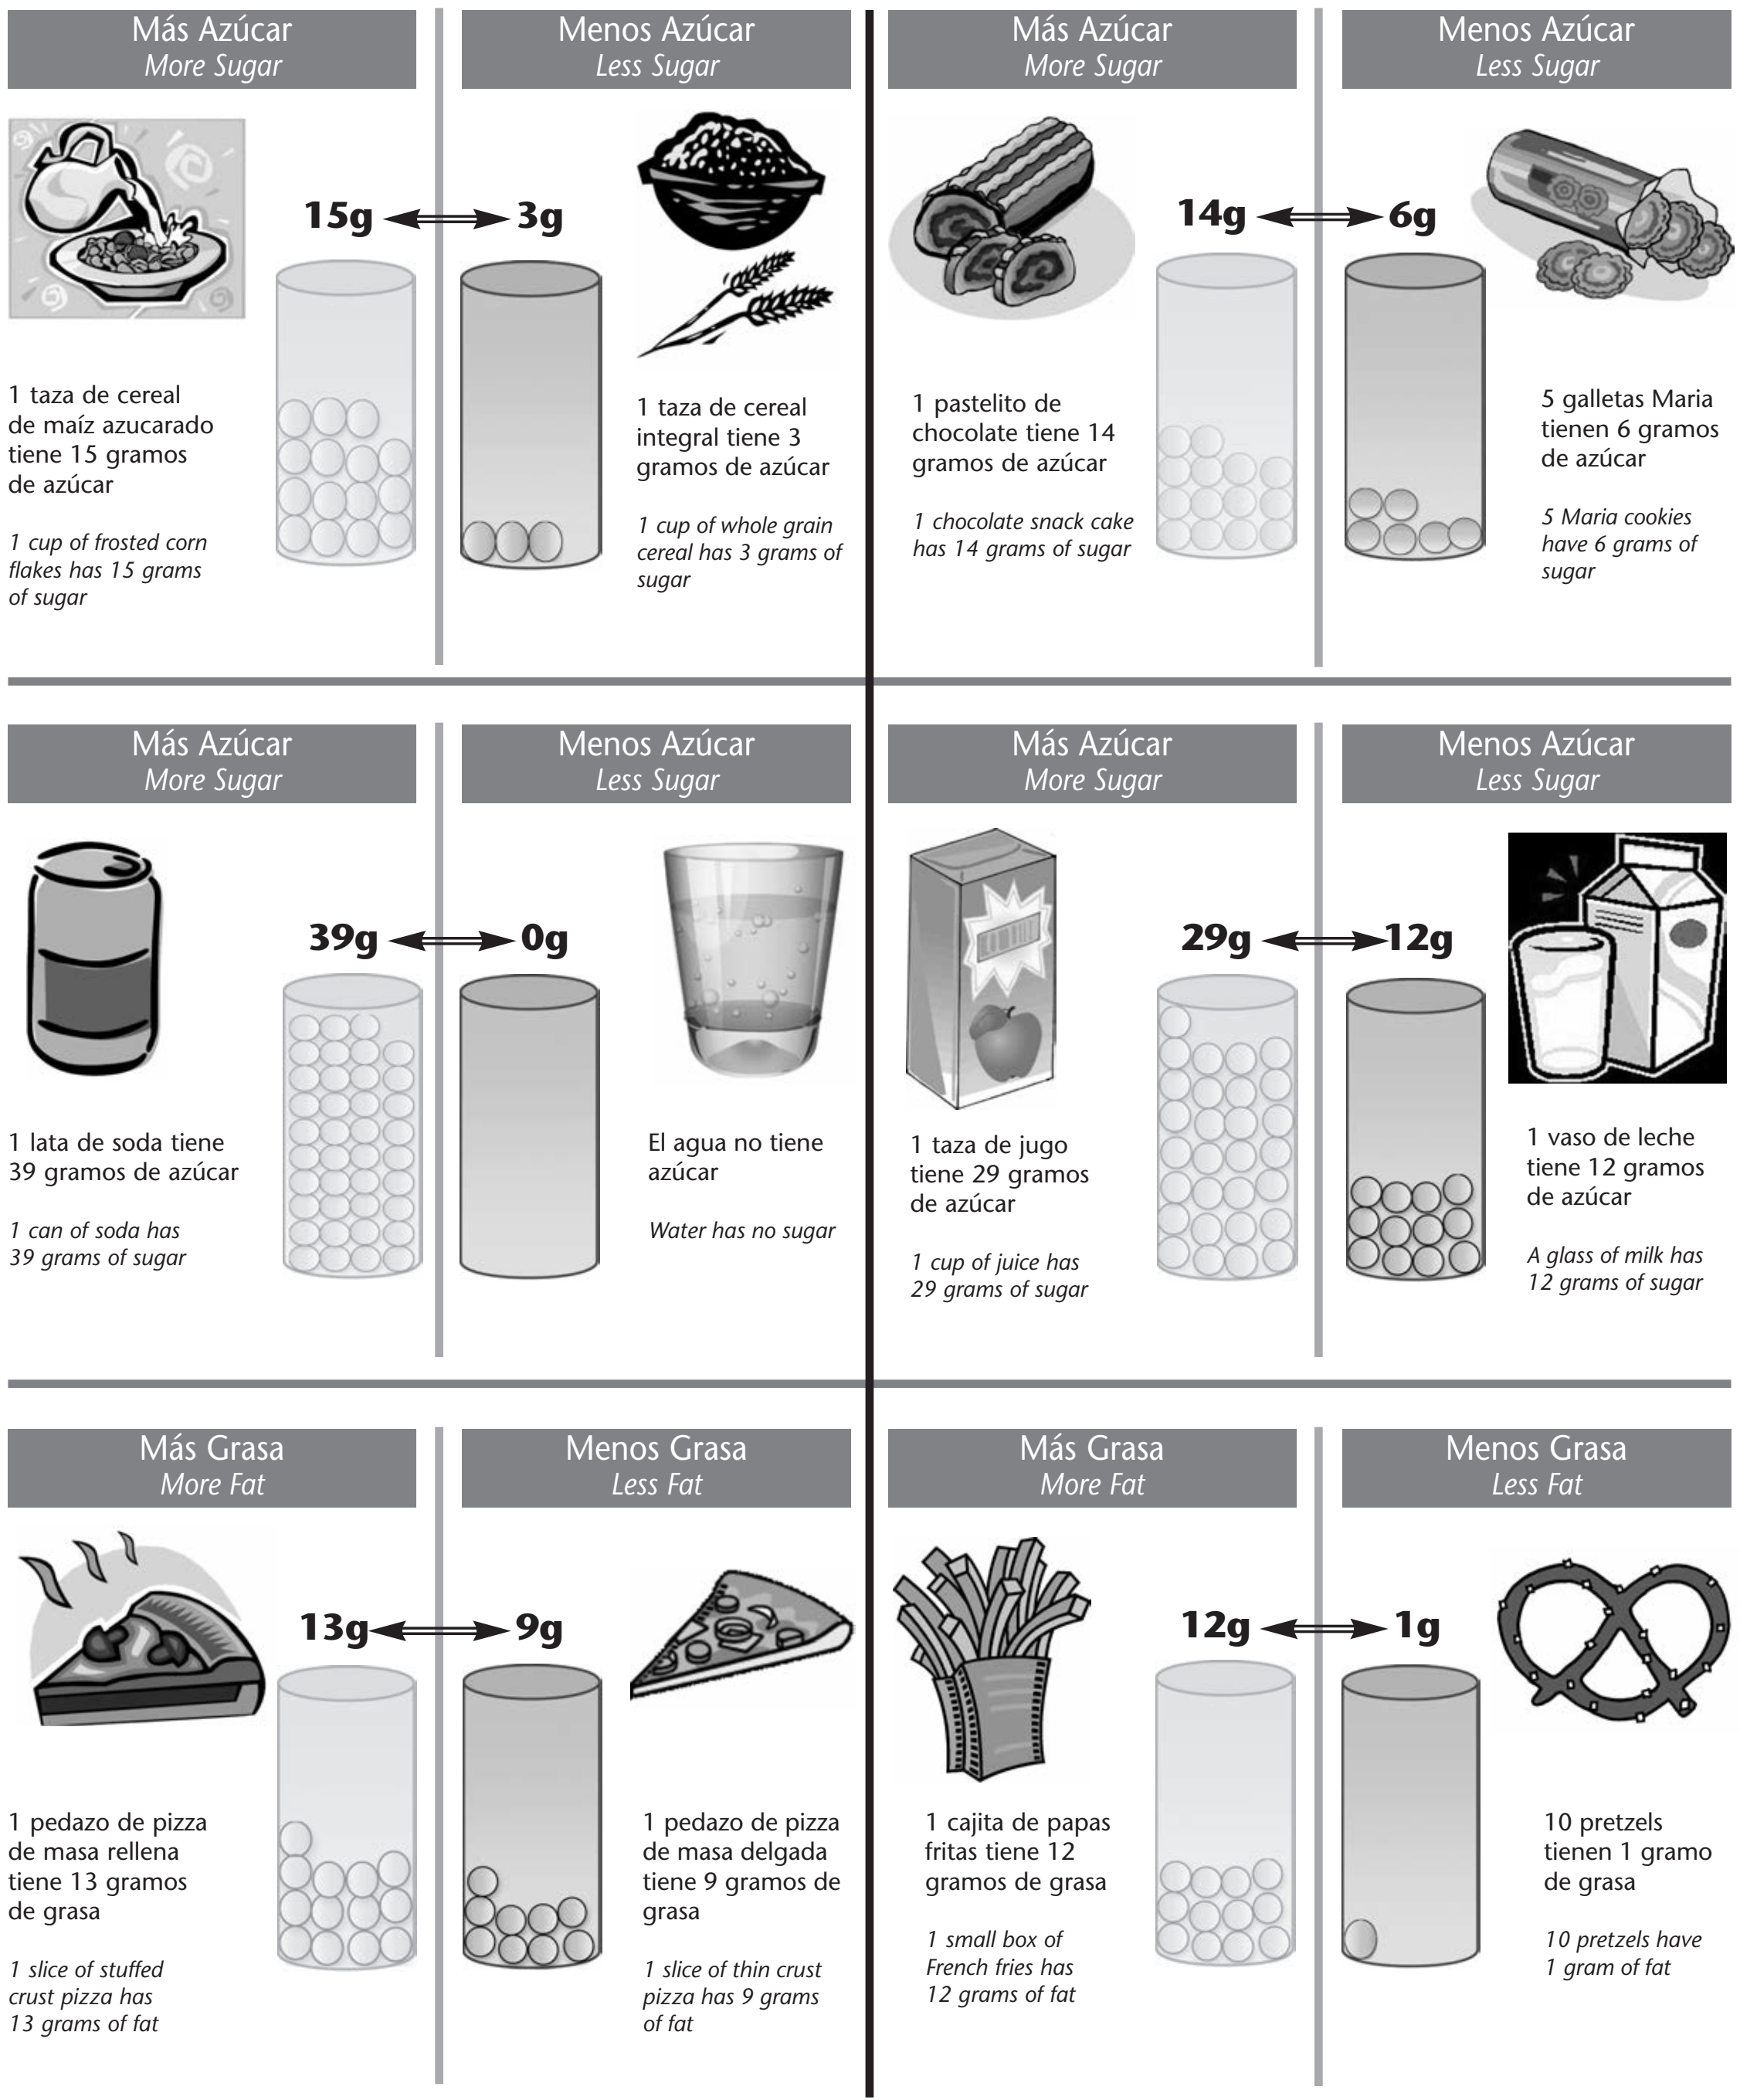 Más Azúcar
More Sugar
Menos Azúcar
Less Sugar
15g
3g
1 taza de cereal
de maíz azucarado
tiene 15 gramos
de azúcar
1 cup of frosted corn
flakes has 15 grams
of sugar
1 taza de cereal
integral tiene 3
gramos de azúcar
1 cup of whole grain
cereal has 3 grams of
sugar
Más Azúcar
More Sugar
Menos Azúcar
Less Sugar
14g
6g
1 pastelito de
chocolate tiene 14
gramos de azúcar
1 chocolate snack cake
has 14 grams of sugar
5 galletas Maria
tienen 6 gramos
de azúcar
5 Maria cookies
have 6 grams of
sugar
Más Azúcar
More Sugar
Menos Azúcar
Less Sugar
39g
0g
1 lata de soda tiene
39 gramos de azúcar
1 can of soda has
39 grams of sugar
El agua no tiene
azúcar
Water has no sugar
Más Azúcar
More Sugar
Menos Azúcar
Less Sugar
29g
12g
1 taza de jugo
tiene 29 gramos
de azúcar
1 cup of juice has
29 grams of sugar
1 vaso de leche
tiene 12 gramos
de azúcar
A glass of milk has
12 grams of sugar
Más Grasa
More Fat
Menos Grasa
Less Fat
13g
9g
1 pedazo de pizza
de masa rellena
tiene 13 gramos
de grasa
1 slice of stuffed
crust pizza has
13 grams of fat
1 pedazo de pizza
de masa delgada
tiene 9 gramos de
grasa
1 slice of thin crust
pizza has 9 grams
of fat
Más Grasa
More Fat
Menos Grasa
Less Fat
12g
1g
1 cajita de papas
fritas tiene 12
gramos de grasa
1 small box of
French fries has
12 grams of fat
10 pretzels
tienen 1 gramo
de grasa
10 pretzels have
1 gram of fat